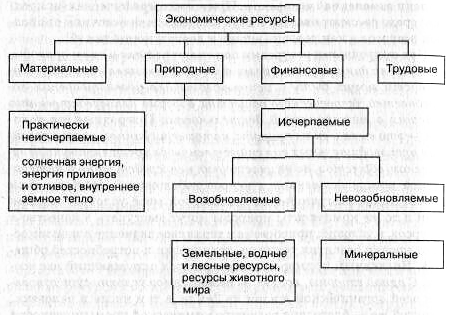 Экономические ресурсы
Материальные
Природные
Финансовые
Трудовые
Практически
неисчерпаемые
солнечная энергия,
энергия приливов
и отливов, внутреннее
земное тепло
Исчерпаемые
Возобновляемые
Невозобновляемые
Земельные, водные
и лесные ресурсы,
ресурсы животного
мира
Минеральные